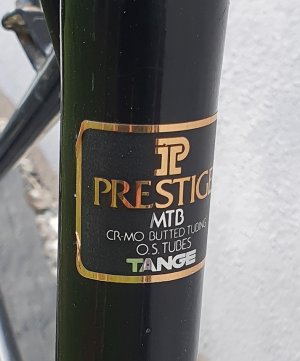 P
PRESTIGE
MTB
CR-MO BUTTED TUBING
O.S. TUBES
TANGE